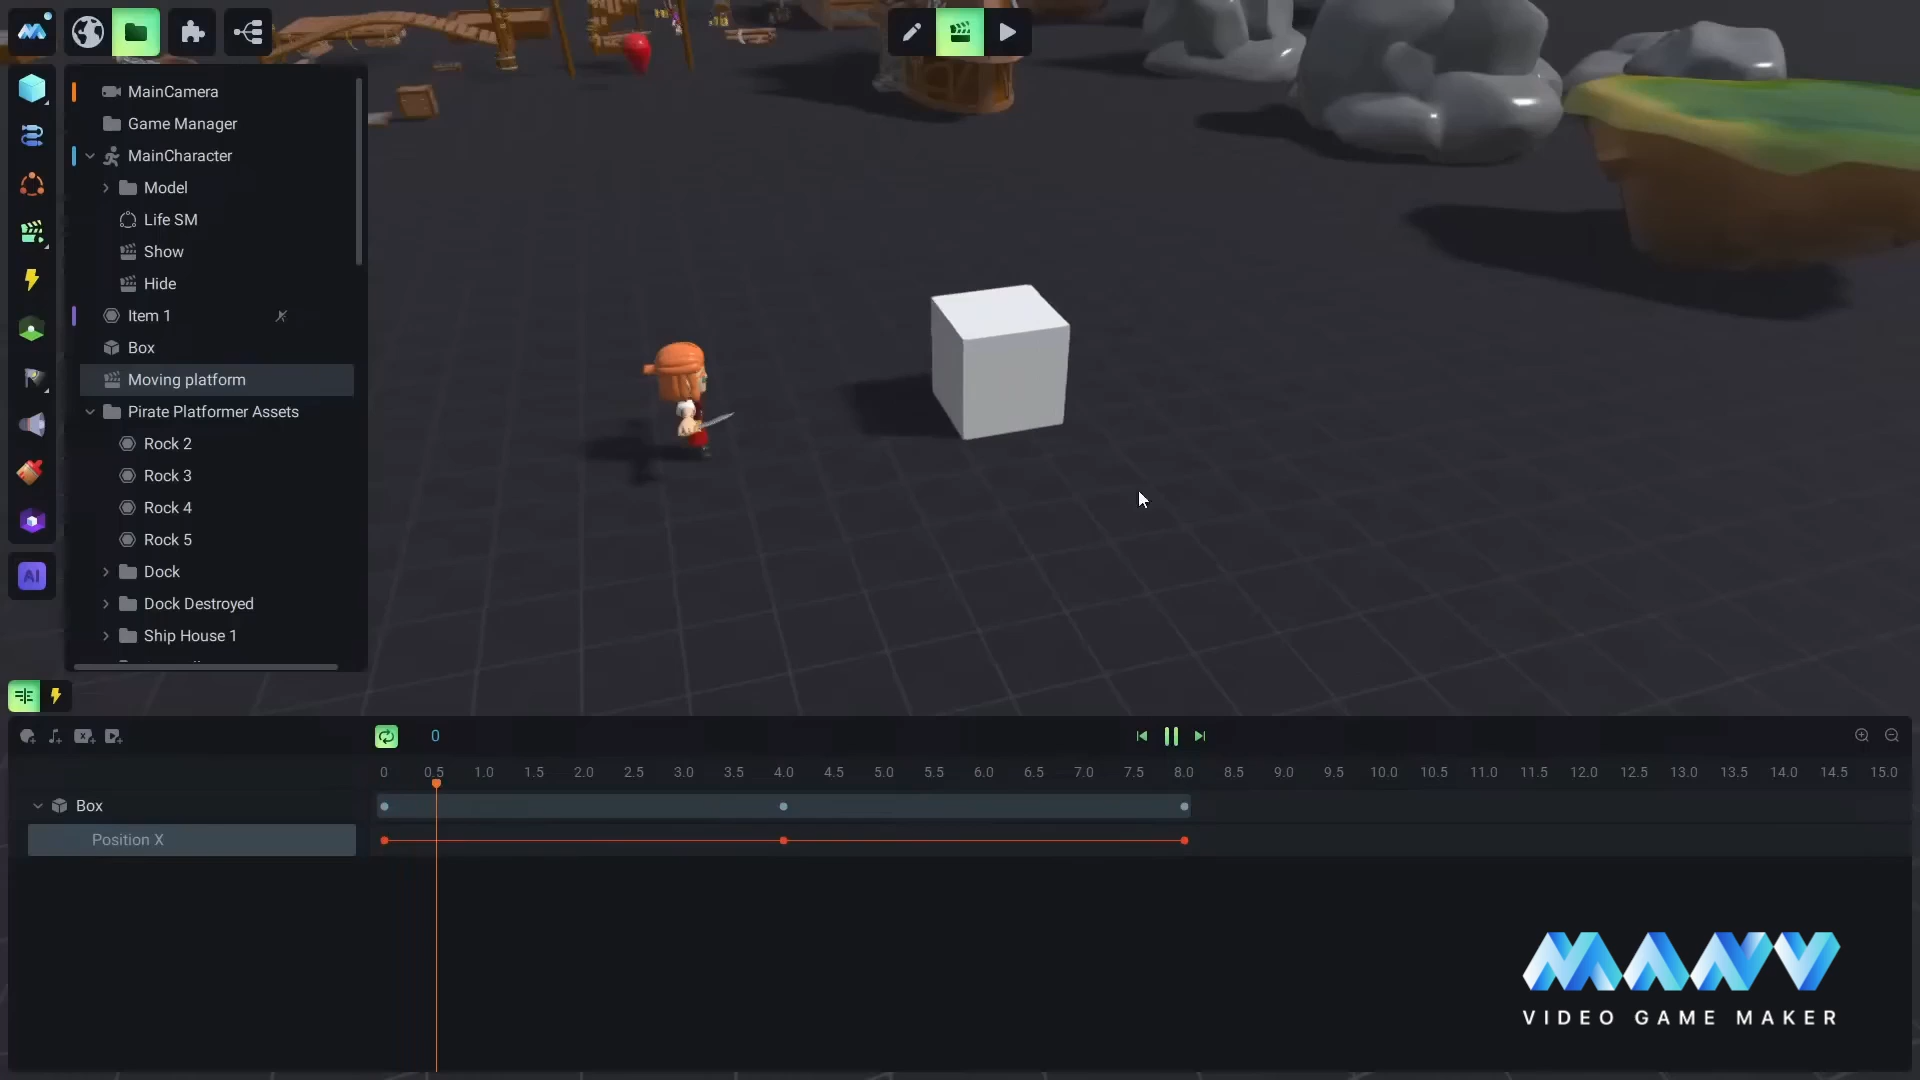 MainCamera
Game Manager
MainCharacter
Model
Life SM
Show
Hide
Item 1
Box
Moving platform
Pirate Platformer Assets
Rock 2
Rock 3
Rock 4
Rock 5
Dock
Dock Destroyed
Ship House 1
AI
0
0 0.5 1.0 1.5 2.0 2.5 3.0 3.5 4.0 4.5 5.0 5.5 6.0 6.5 7.0 7.5 8.0 8.5 9.0 9.5 10.0 10.5 11.0 11.5 12.0 12.5 13.0 13.5 14.0 14.5 15.0
Box
Position X
MANU
VIDEO GAME MAKER